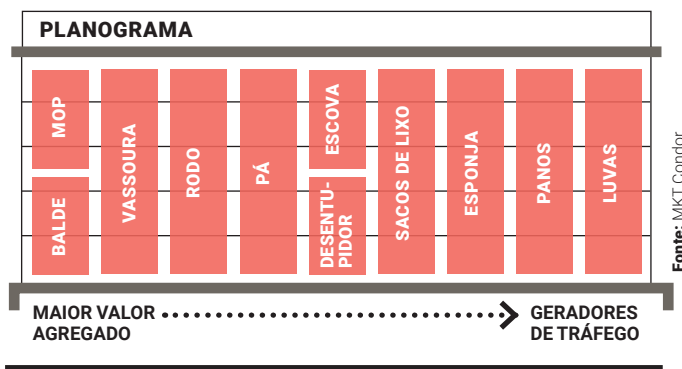 PLANOGRAMA
MOP
BALDE
VASSOURA
RODO
PÁ
ESCOVA
DESENTU-
PIDOR
SACOS DE LIXO
ESPONJA
PANOS
LUVAS
Fonte: MKT Condor
MAIOR VALOR
AGREGADO
GERADORES
DE TRÁFEGO